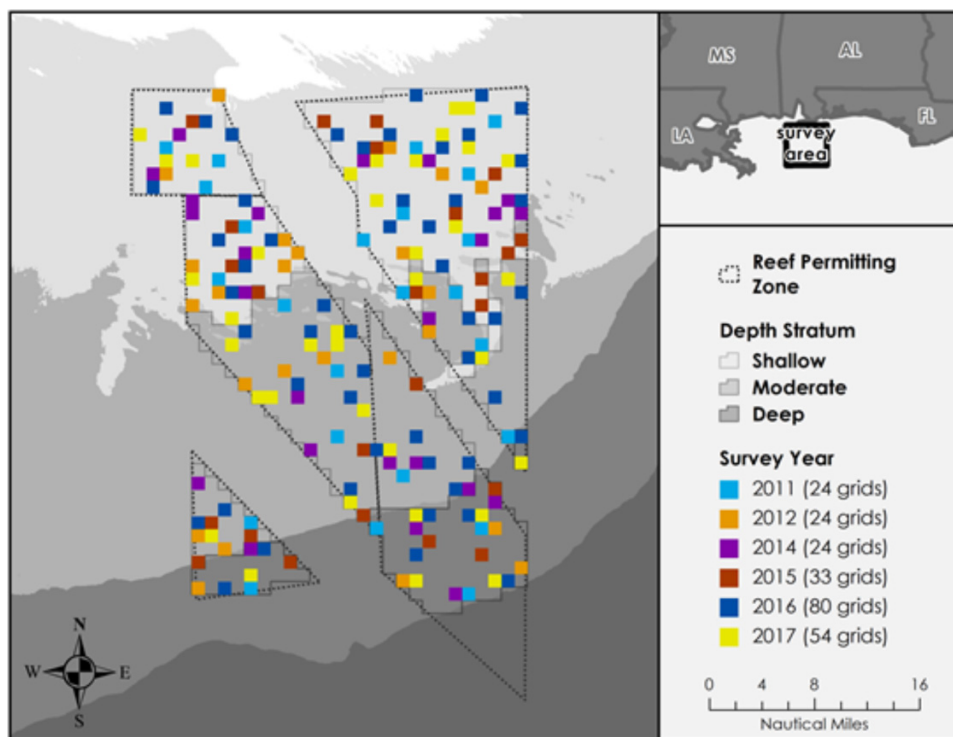 MS
AL
LA
FL
survey
area
Reef Permitting
Zone
Depth Stratum
Shallow
Moderate
Deep
Survey Year
2011 (24 grids)
2012 (24 grids)
2014 (24 grids)
2015 (33 grids)
2016 (80 grids)
2017 (54 grids)
N
W E
S
0 4 8 16
Nautical Miles